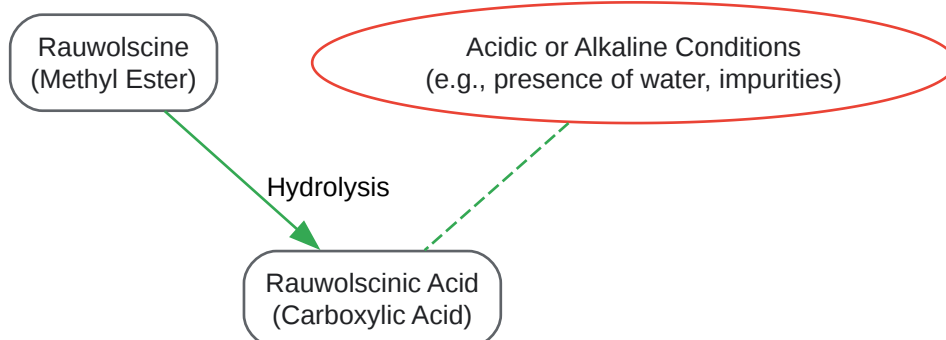 Rauwolscine
(Methyl Ester)
Acidic or Alkaline Conditions
(e.g., presence of water, impurities)
Hydrolysis
Rauwolscinic Acid
(Carboxylic Acid)